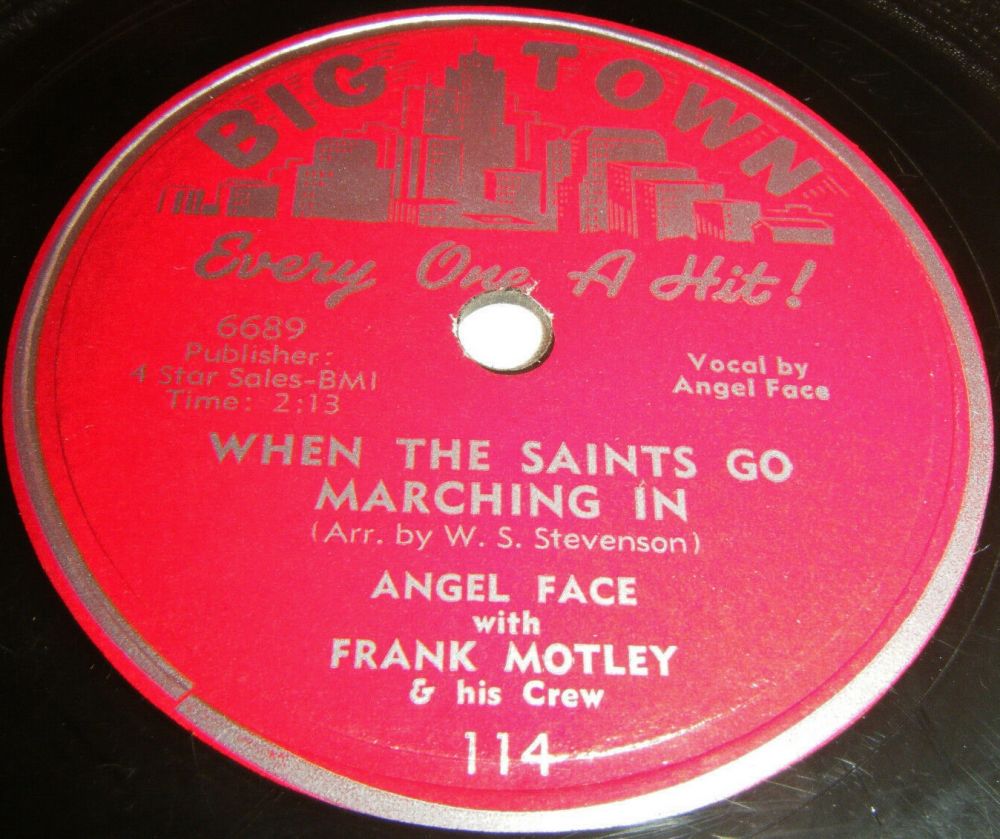 BIG TOWN
Every One A Hit!
6689
Publisher:
4 Star Sales-BMI
Time: 2:13
Vocal by
Angel Face
WHEN THE SAINTS GO
MARCHING IN
(Arr. by W. S. Stevenson)
ANGEL FACE
with
FRANK MOTLEY
& his Crew
114